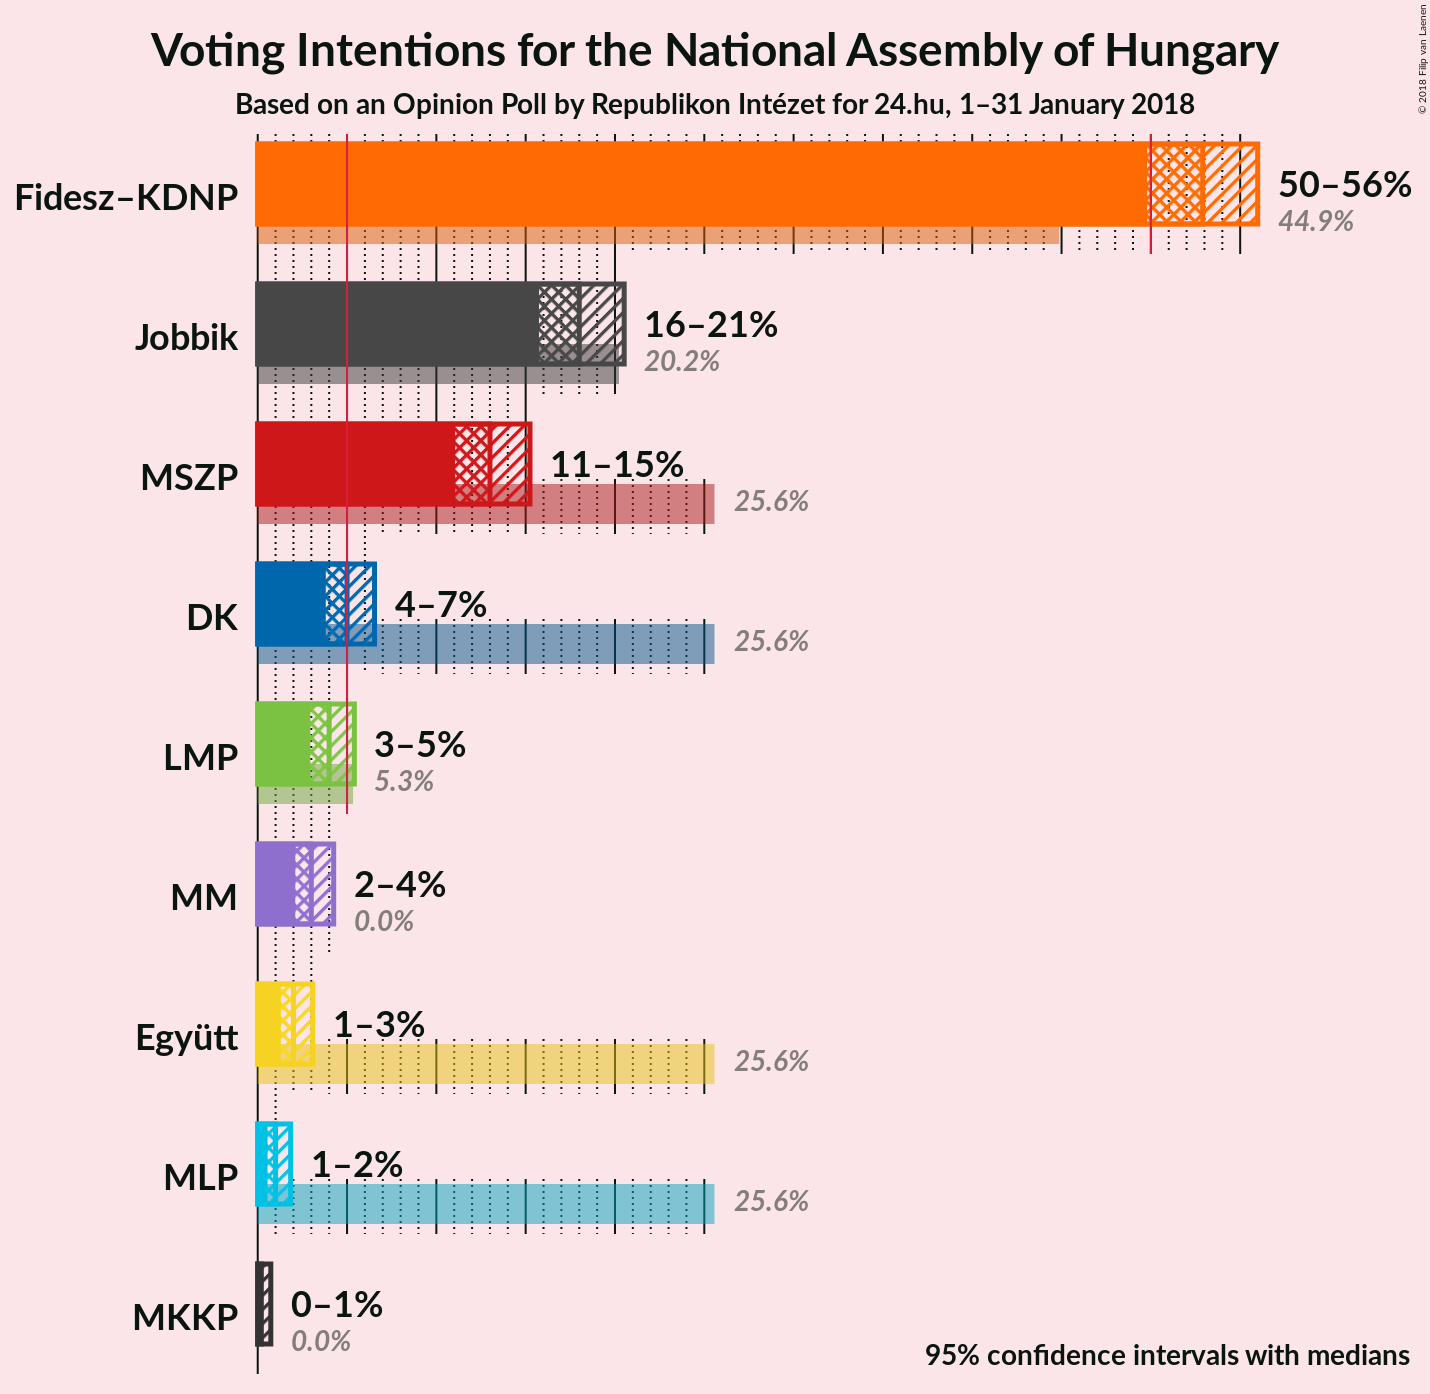 Voting Intentions for the National Assembly of Hungary
Based on an Opinion Poll by Republikon Intézet for 24.hu, 1–31 January 2018
© 2018 Filip van Laenen
Fidesz–KDNP
50–56%
44.9%
Jobbik
16–21%
20.2%
MSZP
11–15%
25.6%
DK
4–7%
25.6%
LMP
3–5%
5.3%
MM
2–4%
0.0%
Együtt
1–3%
25.6%
MLP
1–2%
25.6%
MKKP
0–1%
0.0%
95% confidence intervals with medians